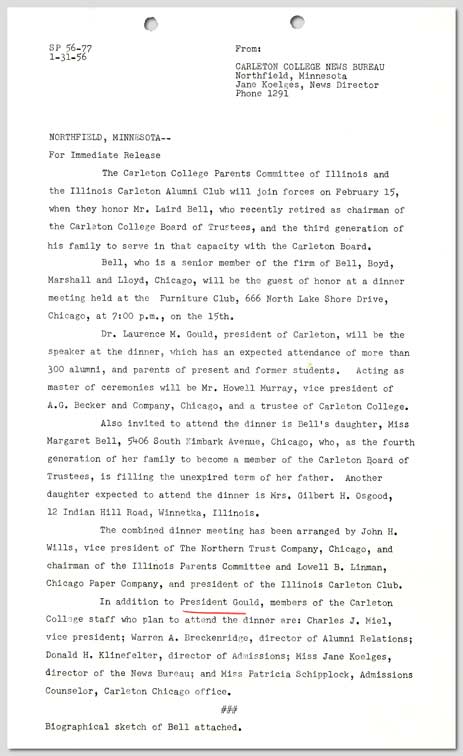 SP 56-77
1-31-56
From:
CARLETON COLLEGE NEWS BUREAU
Northfield, Minnesota
Jane Koelges, News Director
Phone 1291
NORTHFIELD, MINNESOTA--
For Immediate Release
The Carleton College Parents Committee of Illinois and
the Illinois Carleton Alumni Club will join forces on February 15,
when they honor Mr. Laird Bell, who recently retired as chairman of
the Carleton College Board of Trustees, and the third generation of
his family to serve in that capacity with the Carleton Board.
Bell, who is a senior member of the firm of Bell, Boyd,
Marshall and Lloyd, Chicago, will be the guest of honor at a dinner
meeting held at the Furniture Club, 666 North Lake Shore Drive,
Chicago, at 7:00 p.m., on the 15th.
Dr. Laurence M. Gould, president of Carleton, will be the
speaker at the dinner, which has an expected attendance of more than
300 alumni, and parents of present and former students. Acting as
master of ceremonies will be Mr. Howell Murray, vice president of
A.G. Becker and Company, Chicago, and a trustee of Carleton College.
Also invited to attend the dinner is Bell's daughter, Miss
Margaret Bell, 5406 South Kimbark Avenue, Chicago, who, as the fourth
generation of her family to become a member of the Carleton Board of
Trustees, is filling the unexpired term of her father. Another
daughter expected to attend the dinner is Mrs. Gilbert H. Osgood,
12 Indian Hill Road, Winnetka, Illinois.
The combined dinner meeting has been arranged by John H.
Wills, vice president of The Northern Trust Company, Chicago, and
chairman of the Illinois Parents Committee and Lowell B. Linman,
Chicago Paper Company, and president of the Illinois Carleton Club.
In addition to President Gould, members of the Carleton
College staff who plan to attend the dinner are: Charles J. Miel,
vice president; Warren A. Breckenridge, director of Alumni Relations;
Donald H. Klinefelter, director of Admissions; Miss Jane Koelges,
director of the News Bureau; and Miss Patricia Schipplock, Admissions
Counselor, Carleton Chicago office.
###
Biographical sketch of Bell attached.